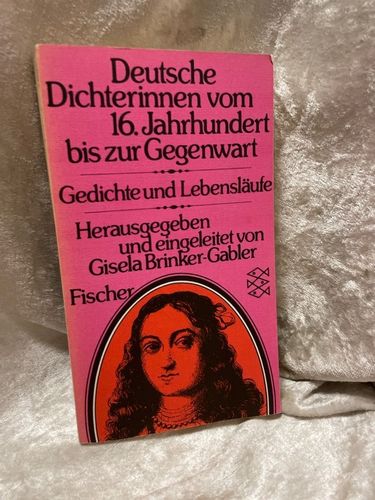 Deutsche
Dichterinnen vom
16. Jahrhundert
bis zur Gegenwart
Gedichte und Lebensläufe
Herausgegeben
und eingeleitet von
Gisela Brinker-Gabler
Fischer